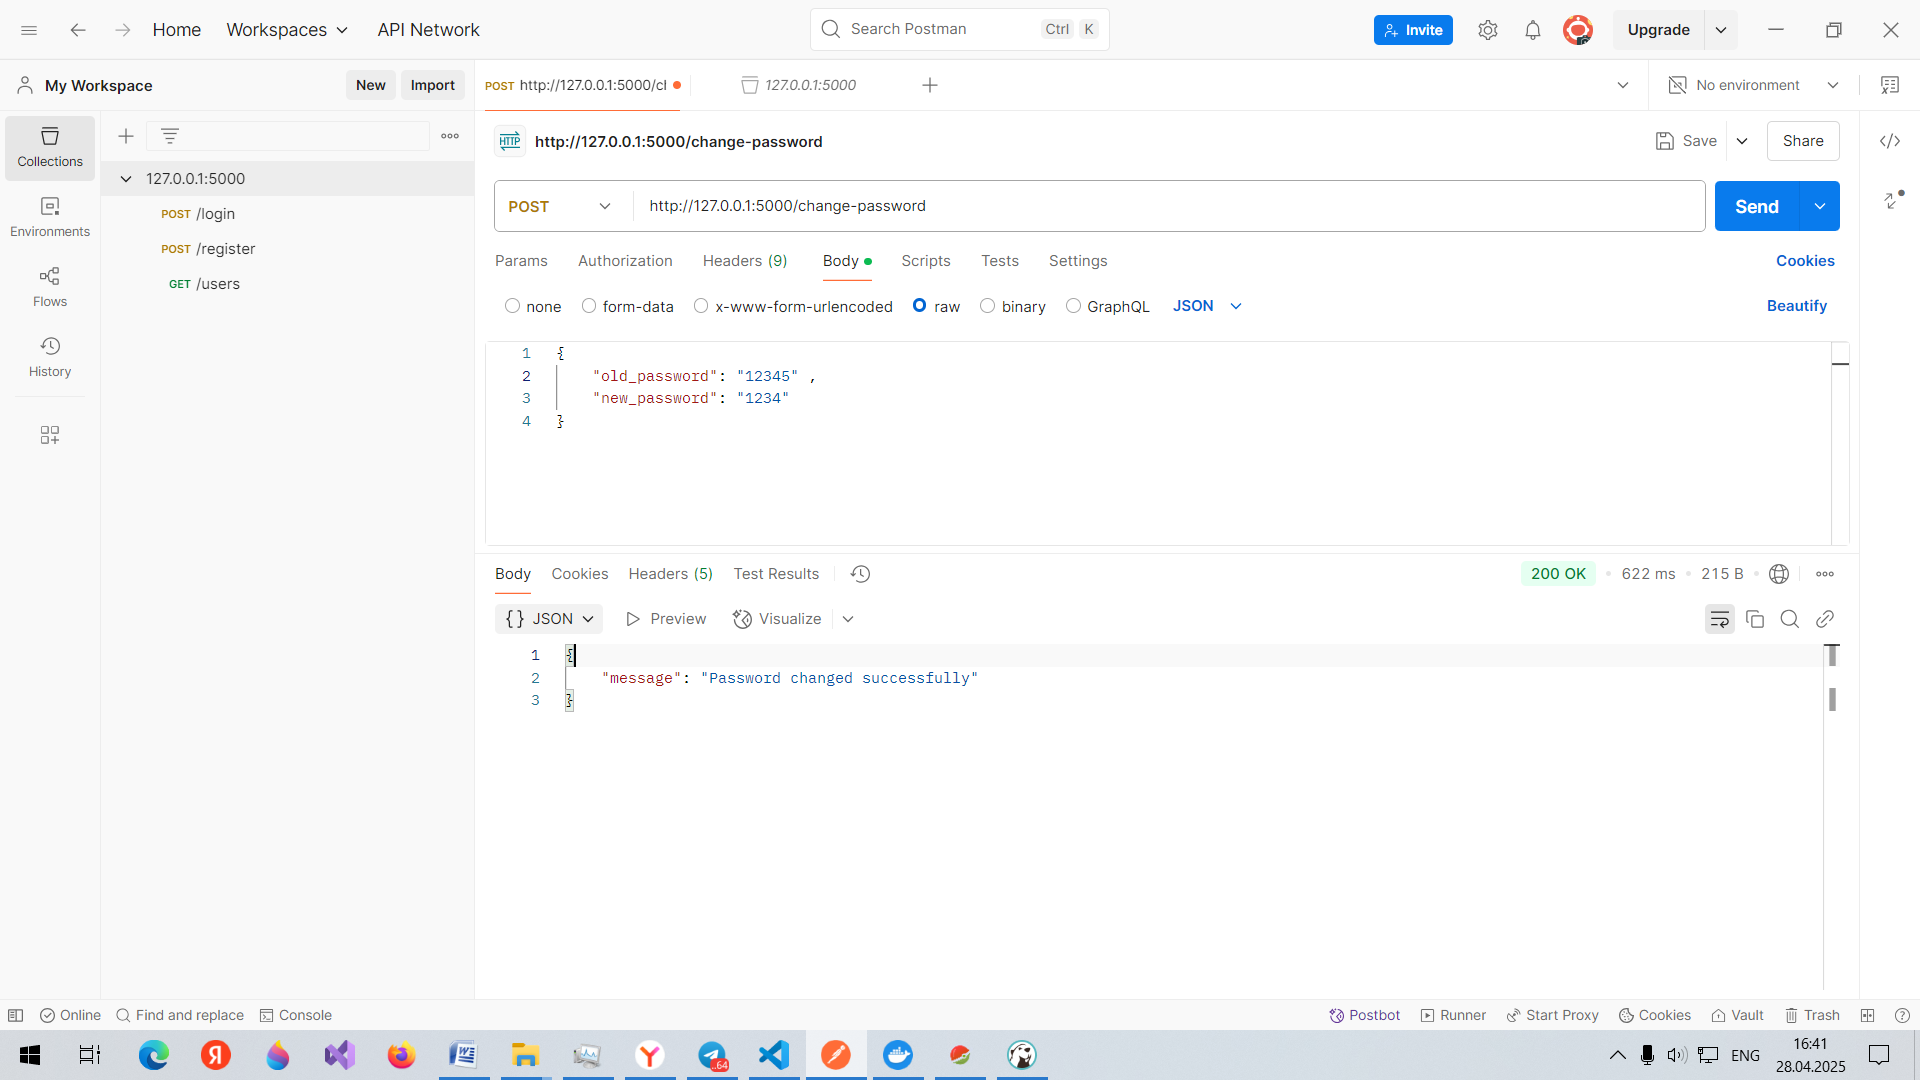 Home
Workspaces
API Network
Search Postman
Ctrl K
Invite
Upgrade
My Workspace
New
Import
POST http://127.0.0.1:5000/cl
127.0.0.1:5000
No environment
Collections
Environments
Flows
History
127.0.0.1:5000
POST /login
POST /register
GET /users
HTTP http://127.0.0.1:5000/change-password
Save
Share
POST
http://127.0.0.1:5000/change-password
Send
Params
Authorization
Headers (9)
Body
Scripts
Tests
Settings
Cookies
none
form-data
x-www-form-urlencoded
raw
binary
GraphQL
JSON
Beautify
1 {
2 "old_password": "12345" ,
3 "new_password": "1234"
4 }
Body
Cookies
Headers (5)
Test Results
200 OK
622 ms
215 B
{} JSON
Preview
Visualize
1 {
2 "message": "Password changed successfully"
3 }
Online
Find and replace
Console
Postbot
Runner
Start Proxy
Cookies
Vault
Trash
Я
Y
..64
ENG
16:41
28.04.2025